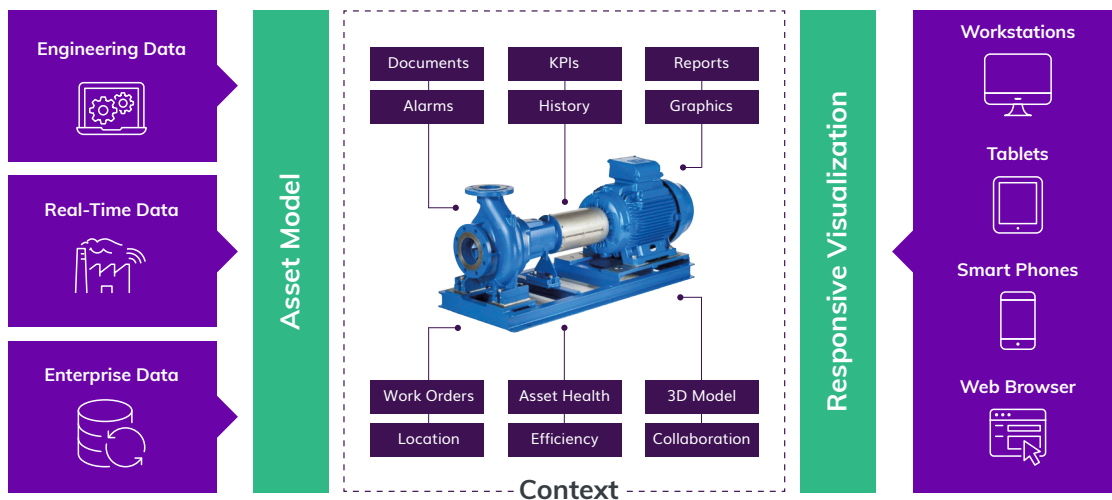 Engineering Data
Real-Time Data
Enterprise Data
Asset Model
Documents
KPIs
Reports
Alarms
History
Graphics
Work Orders
Asset Health
3D Model
Location
Efficiency
Collaboration
Context
Responsive Visualization
Workstations
Tablets
Smart Phones
Web Browser